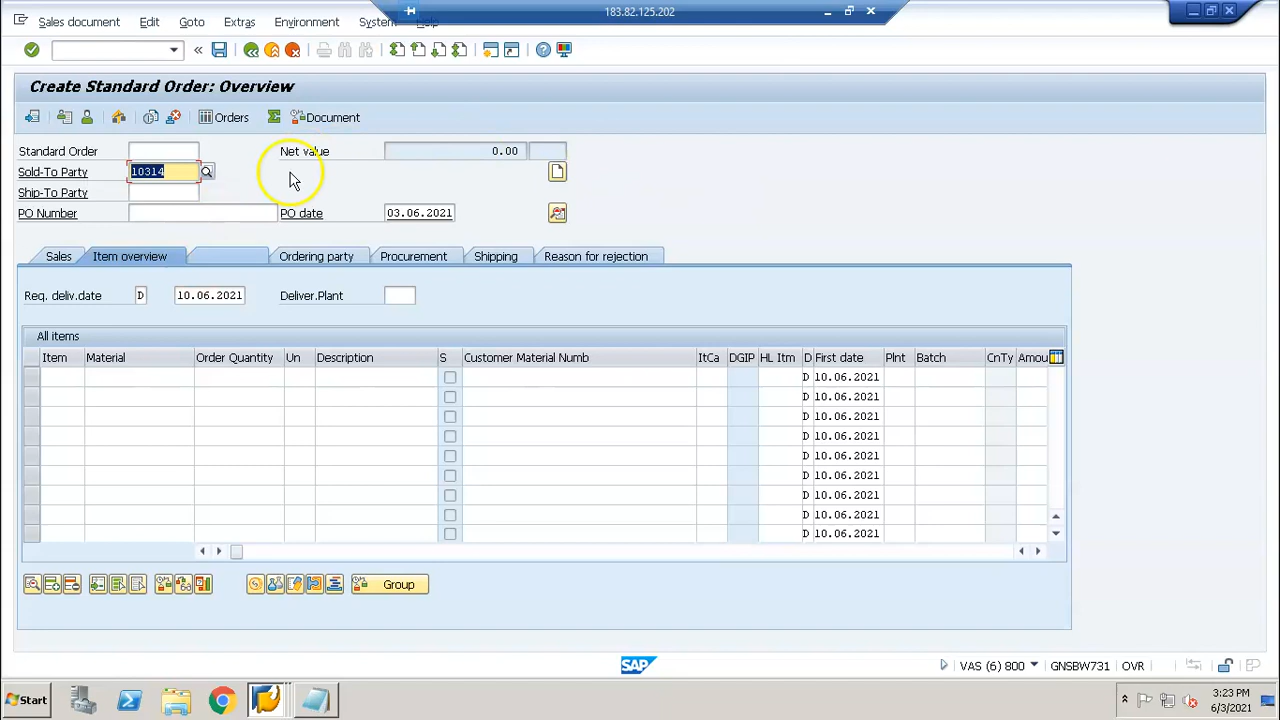 183.82.125.202
Sales document Edit Goto Extras Environment System Help
Create Standard Order: Overview
Orders Document
Standard Order Net value 0.00
Sold-To Party 10314
Ship-To Party
PO Number PO date 03.06.2021
Sales Item overview Ordering party Procurement Shipping Reason for rejection
Req. deliv.date D 10.06.2021 Deliver.Plant
All items
Item Material Order Quantity Un Description S Customer Material Numb ItCa DGIP HL Itm D First date Plnt Batch CnTy Amou
D 10.06.2021
D 10.06.2021
D 10.06.2021
D 10.06.2021
D 10.06.2021
D 10.06.2021
D 10.06.2021
D 10.06.2021
D 10.06.2021
Group
SAP VAS (6) 800 GNSBW731 OVR
Start 3:23 PM
6/3/2021